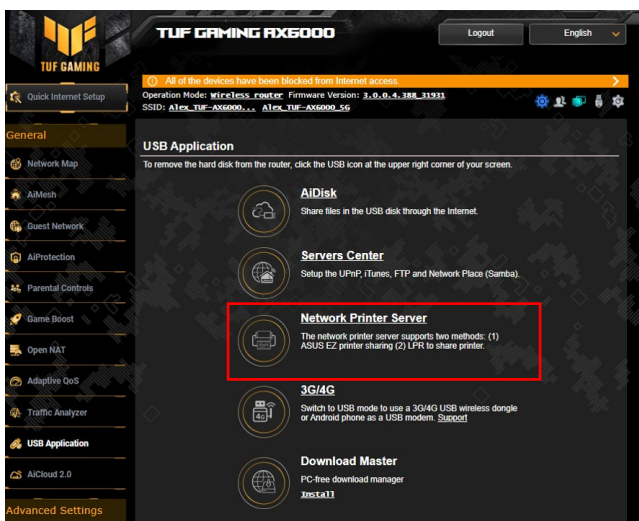 TUF GAMING
TUF GAMING AX6000
Logout
English
All of the devices have been blocked from Internet access.
Quick Internet Setup
Operation Mode: Wireless router Firmware Version: 3.0.0.4.388_31931
SSID: Alex_TUF-AX6000... Alex_TUF-AX6000_5G
General
Network Map
AiMesh
Guest Network
AiProtection
Parental Controls
Game Boost
Open NAT
Adaptive QoS
Traffic Analyzer
USB Application
AiCloud 2.0
Advanced Settings
USB Application
To remove the hard disk from the router, click the USB icon at the upper right corner of your screen.
AiDisk
Share files in the USB disk through the Internet.
Servers Center
Setup the UPnP, iTunes, FTP and Network Place (Samba).
Network Printer Server
The network printer server supports two methods: (1)
ASUS EZ printer sharing (2) LPR to share printer.
3G/4G
4G
Switch to USB mode to use a 3G/4G USB wireless dongle
or Android phone as a USB modem. Support
Download Master
PC-free download manager
Install